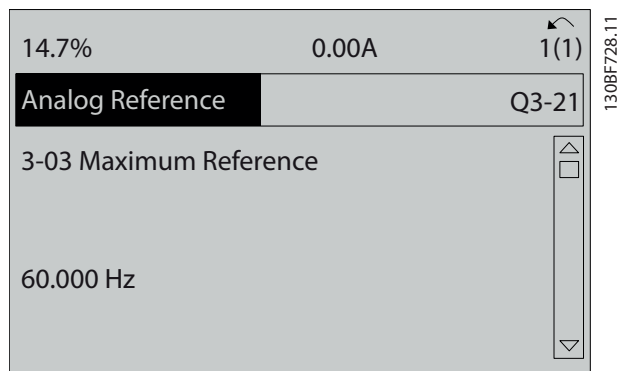 14.7% 0.00A 1(1)
Analog Reference Q3-21
3-03 Maximum Reference
60.000 Hz
130BF728.11